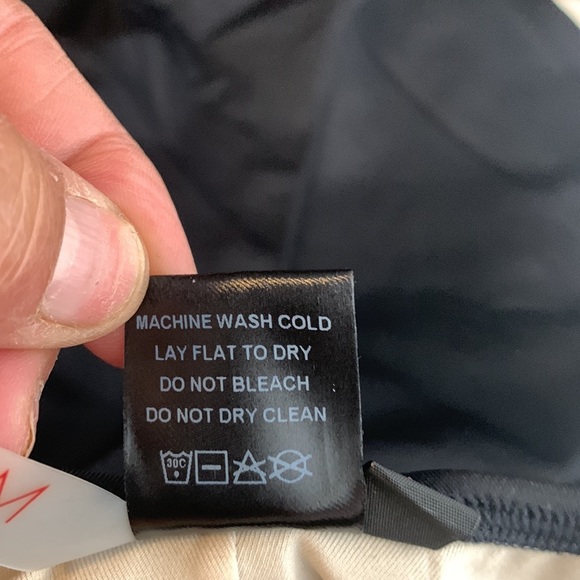 MACHINE WASH COLD
LAY FLAT TO DRY
DO NOT BLEACH
DO NOT DRY CLEAN
30C
M